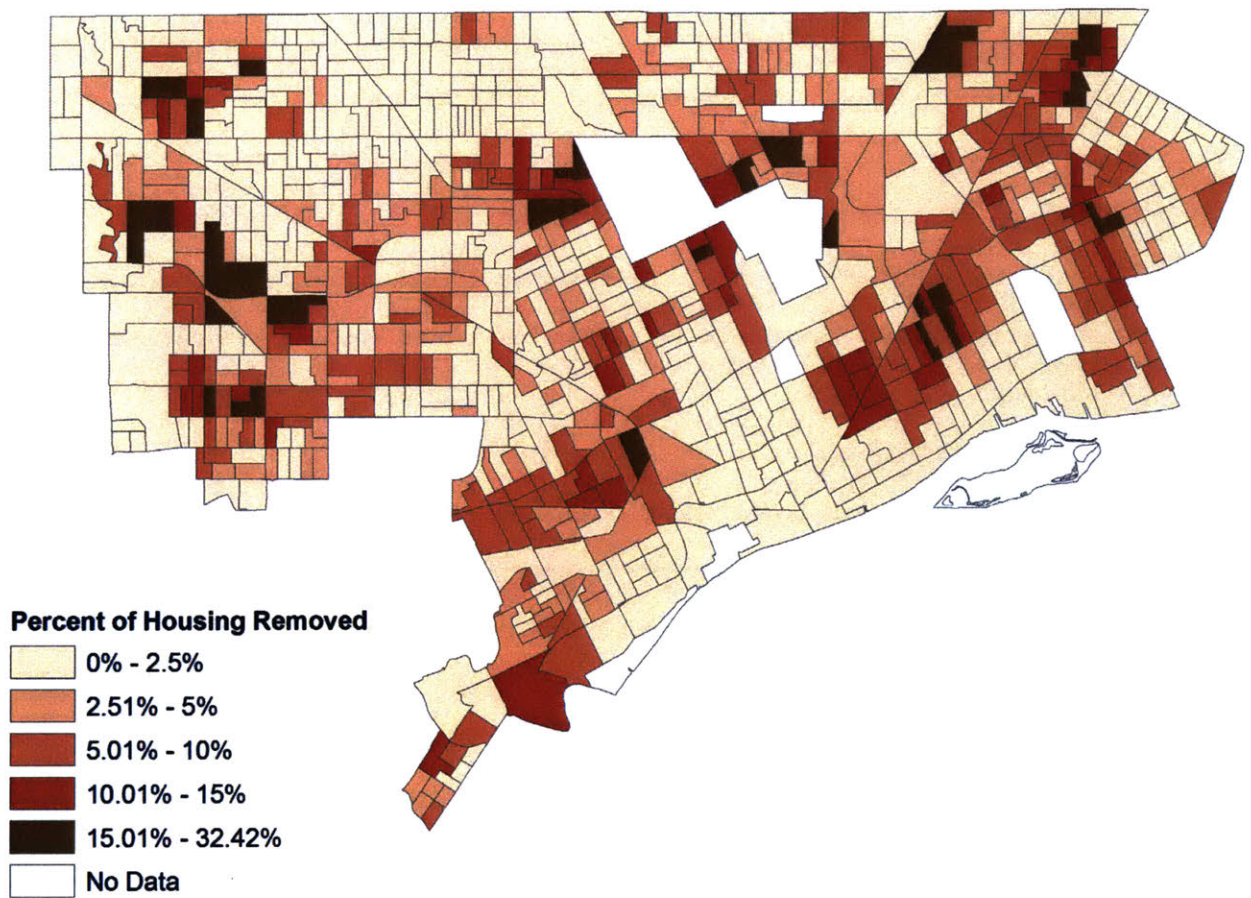 Percent of Housing Removed
0% - 2.5%
2.51% - 5%
5.01% - 10%
10.01% - 15%
15.01% - 32.42%
No Data